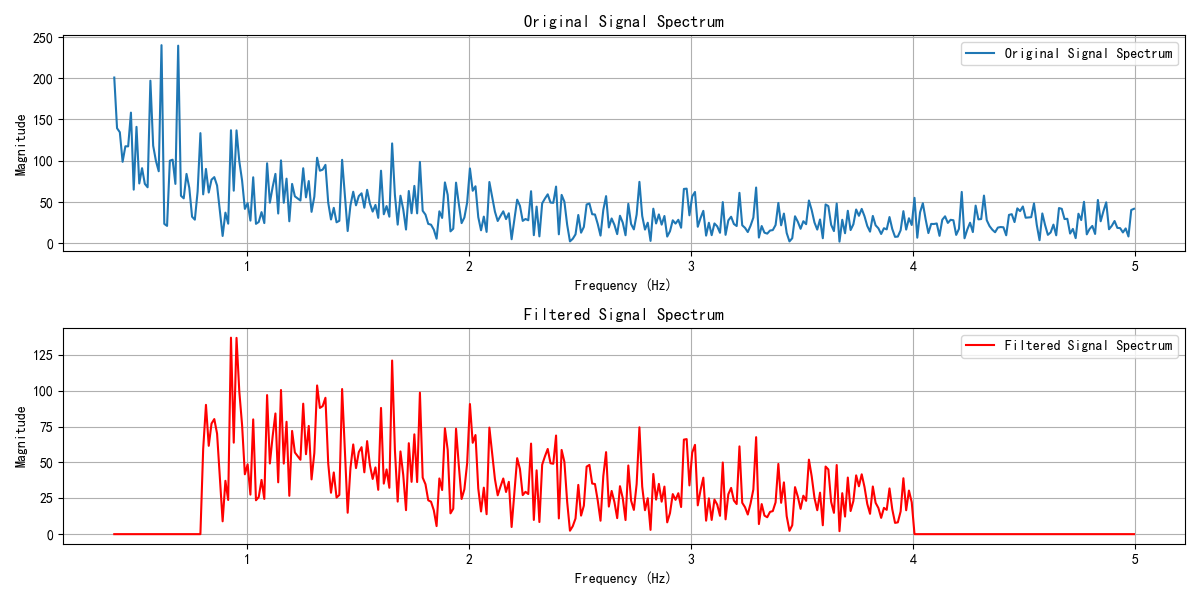 Original Signal Spectrum
250
200
150
100
50
0
Magnitude
Original Signal Spectrum
1 2 3 4 5
Frequency (Hz)
Filtered Signal Spectrum
125
100
75
50
25
0
Magnitude
Filtered Signal Spectrum
1 2 3 4 5
Frequency (Hz)